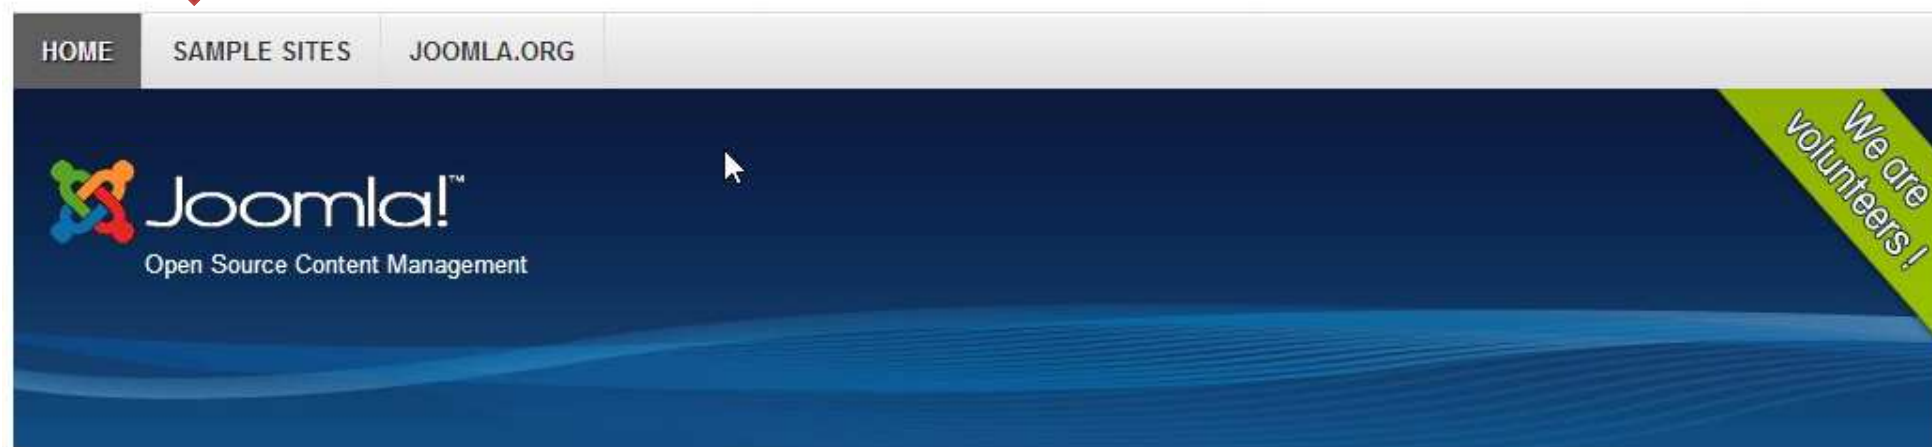 HOME SAMPLE SITES JOOMLA.ORG
We are
volunteers !
Joomla!™
Open Source Content Management